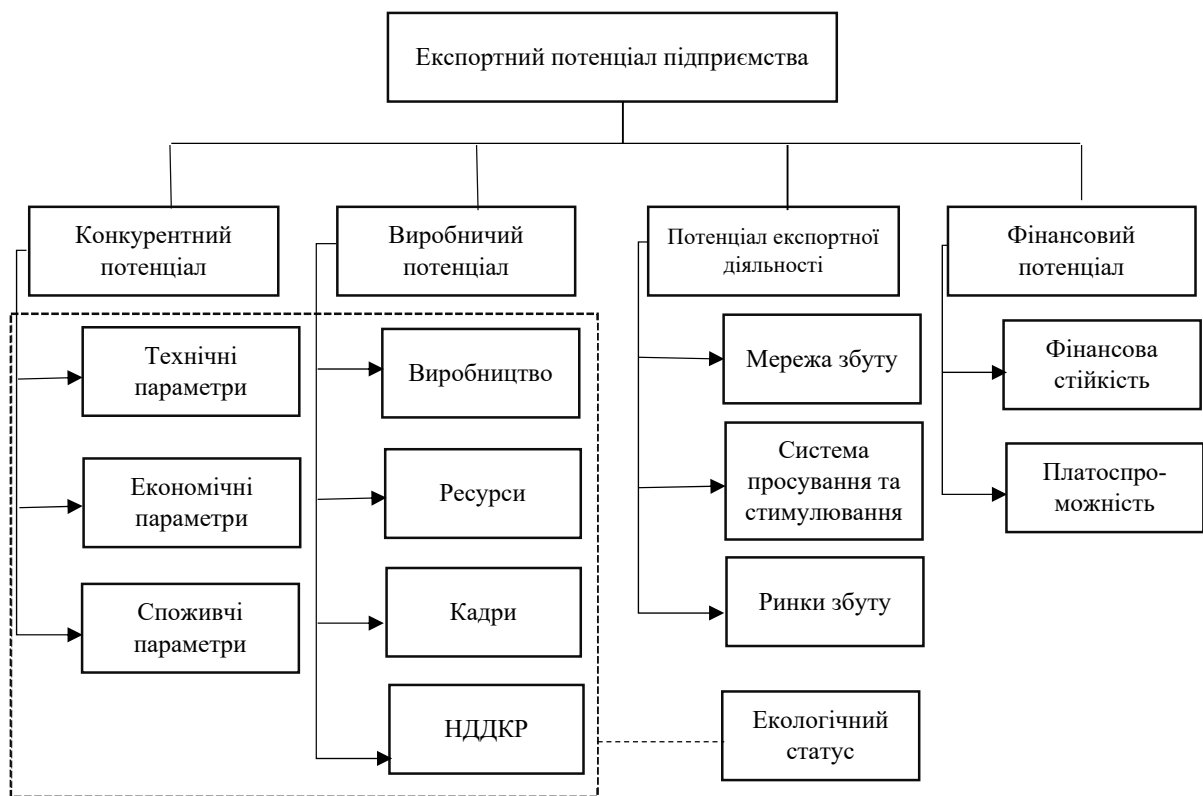 Експортний потенціал підприємства
Конкурентний
потенціал
Виробничий
потенціал
Потенціал експортної
діяльності
Фінансовий
потенціал
Технічні
параметри
Економічні
параметри
Споживчі
параметри
Виробництво
Ресурси
Кадри
НДДКР
Мережа збуту
Система
просування та
стимулювання
Ринки збуту
Екологічний
статус
Фінансова
стійкість
Платоспро-
можність